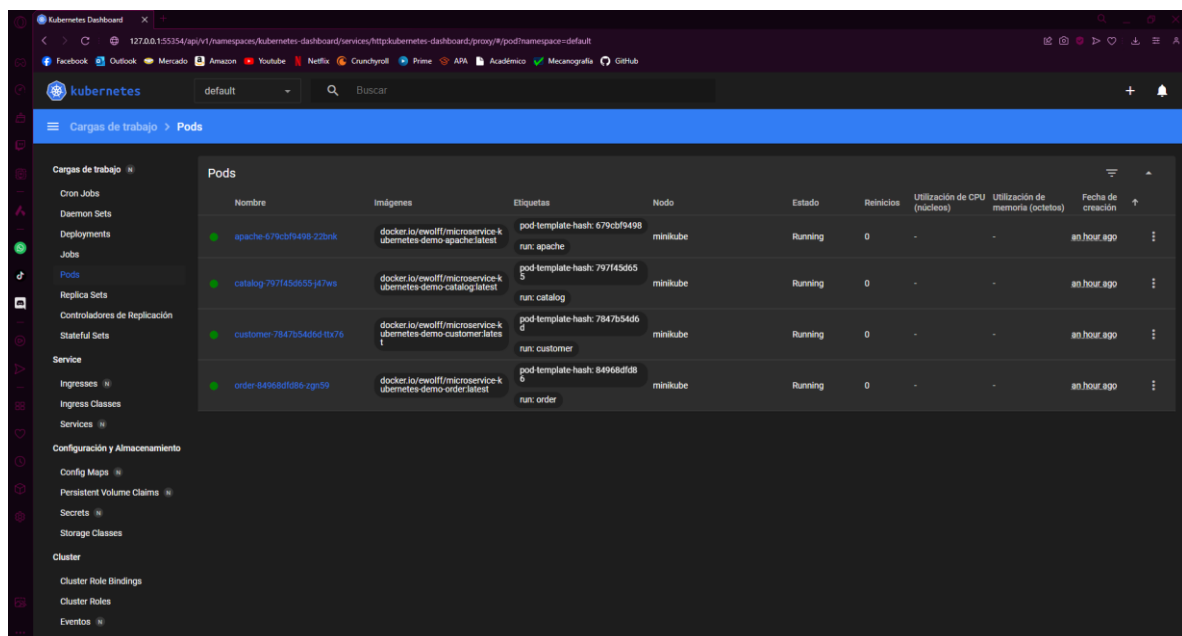 Kubernetes Dashboard
127.0.0.1:55354/api/v1/namespaces/kubernetes-dashboard/services/http:kubernetes-dashboard:/proxy/#/pod?namespace=default
Facebook Outlook Mercado Amazon Youtube Netflix Crunchyroll Prime APA Académico Mecanografía GitHub
kubernetes default Buscar
Cargas de trabajo > Pods
Cargas de trabajo N
Cron Jobs
Daemon Sets
Deployments
Jobs
Pods
Replica Sets
Controladores de Replicación
Stateful Sets
Service
Ingresses N
Ingress Classes
Services N
Configuración y Almacenamiento
Config Maps N
Persistent Volume Claims N
Secrets N
Storage Classes
Cluster
Cluster Role Bindings
Cluster Roles
Eventos N
Pods
Nombre Imágenes Etiquetas Nodo Estado Reinicios Utilización de CPU (núcleos) Utilización de memoria (octetos) Fecha de creación
apache-679cbf9498-22bnk docker.io/ewolff/microservice-kubernetes-demo-apache:latest pod-template-hash: 679cbf9498 run: apache minikube Running 0 - - an hour ago
catalog-797f45d655-j47ws docker.io/ewolff/microservice-kubernetes-demo-catalog:latest pod-template-hash: 797f45d655 run: catalog minikube Running 0 - - an hour ago
customer-7847b54d6d-ttx76 docker.io/ewolff/microservice-kubernetes-demo-customer:latest pod-template-hash: 7847b54d6d run: customer minikube Running 0 - - an hour ago
order-84968dfd86-zgn59 docker.io/ewolff/microservice-kubernetes-demo-order:latest pod-template-hash: 84968dfd86 run: order minikube Running 0 - - an hour ago